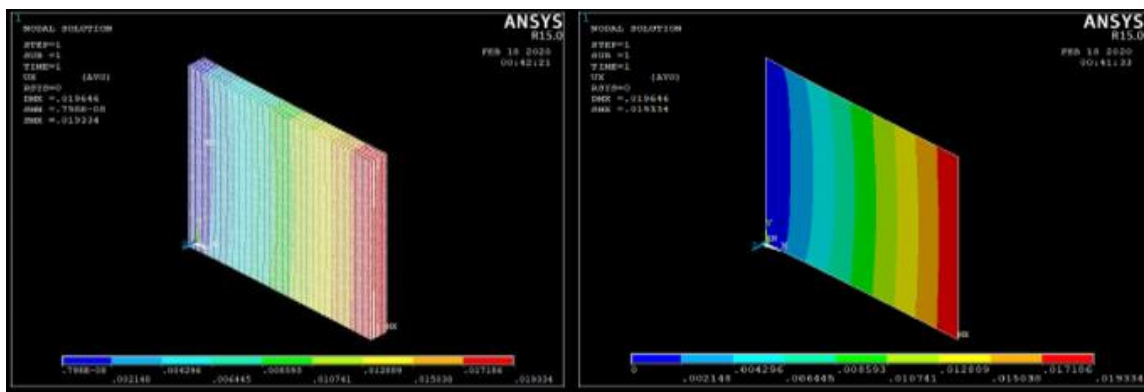 1
NODAL SOLUTION
STEP=1
SUB =1
TIME=1
UX (AVG)
RSYS=0
DMX =.019646
SMN =.798E-08
SMX =.019334
ANSYS
R15.0
FEB 18 2020
00:42:21
MX
.798E-08 .004296 .008593 .012889 .017186
.002148 .006445 .010741 .015038 .019334
1
NODAL SOLUTION
STEP=1
SUB =1
TIME=1
UX (AVG)
RSYS=0
DMX =.019646
SMX =.019334
ANSYS
R15.0
FEB 18 2020
00:41:33
Y
MN X
MX
0 .004296 .008593 .012889 .017186
.002148 .006445 .010741 .015038 .019334